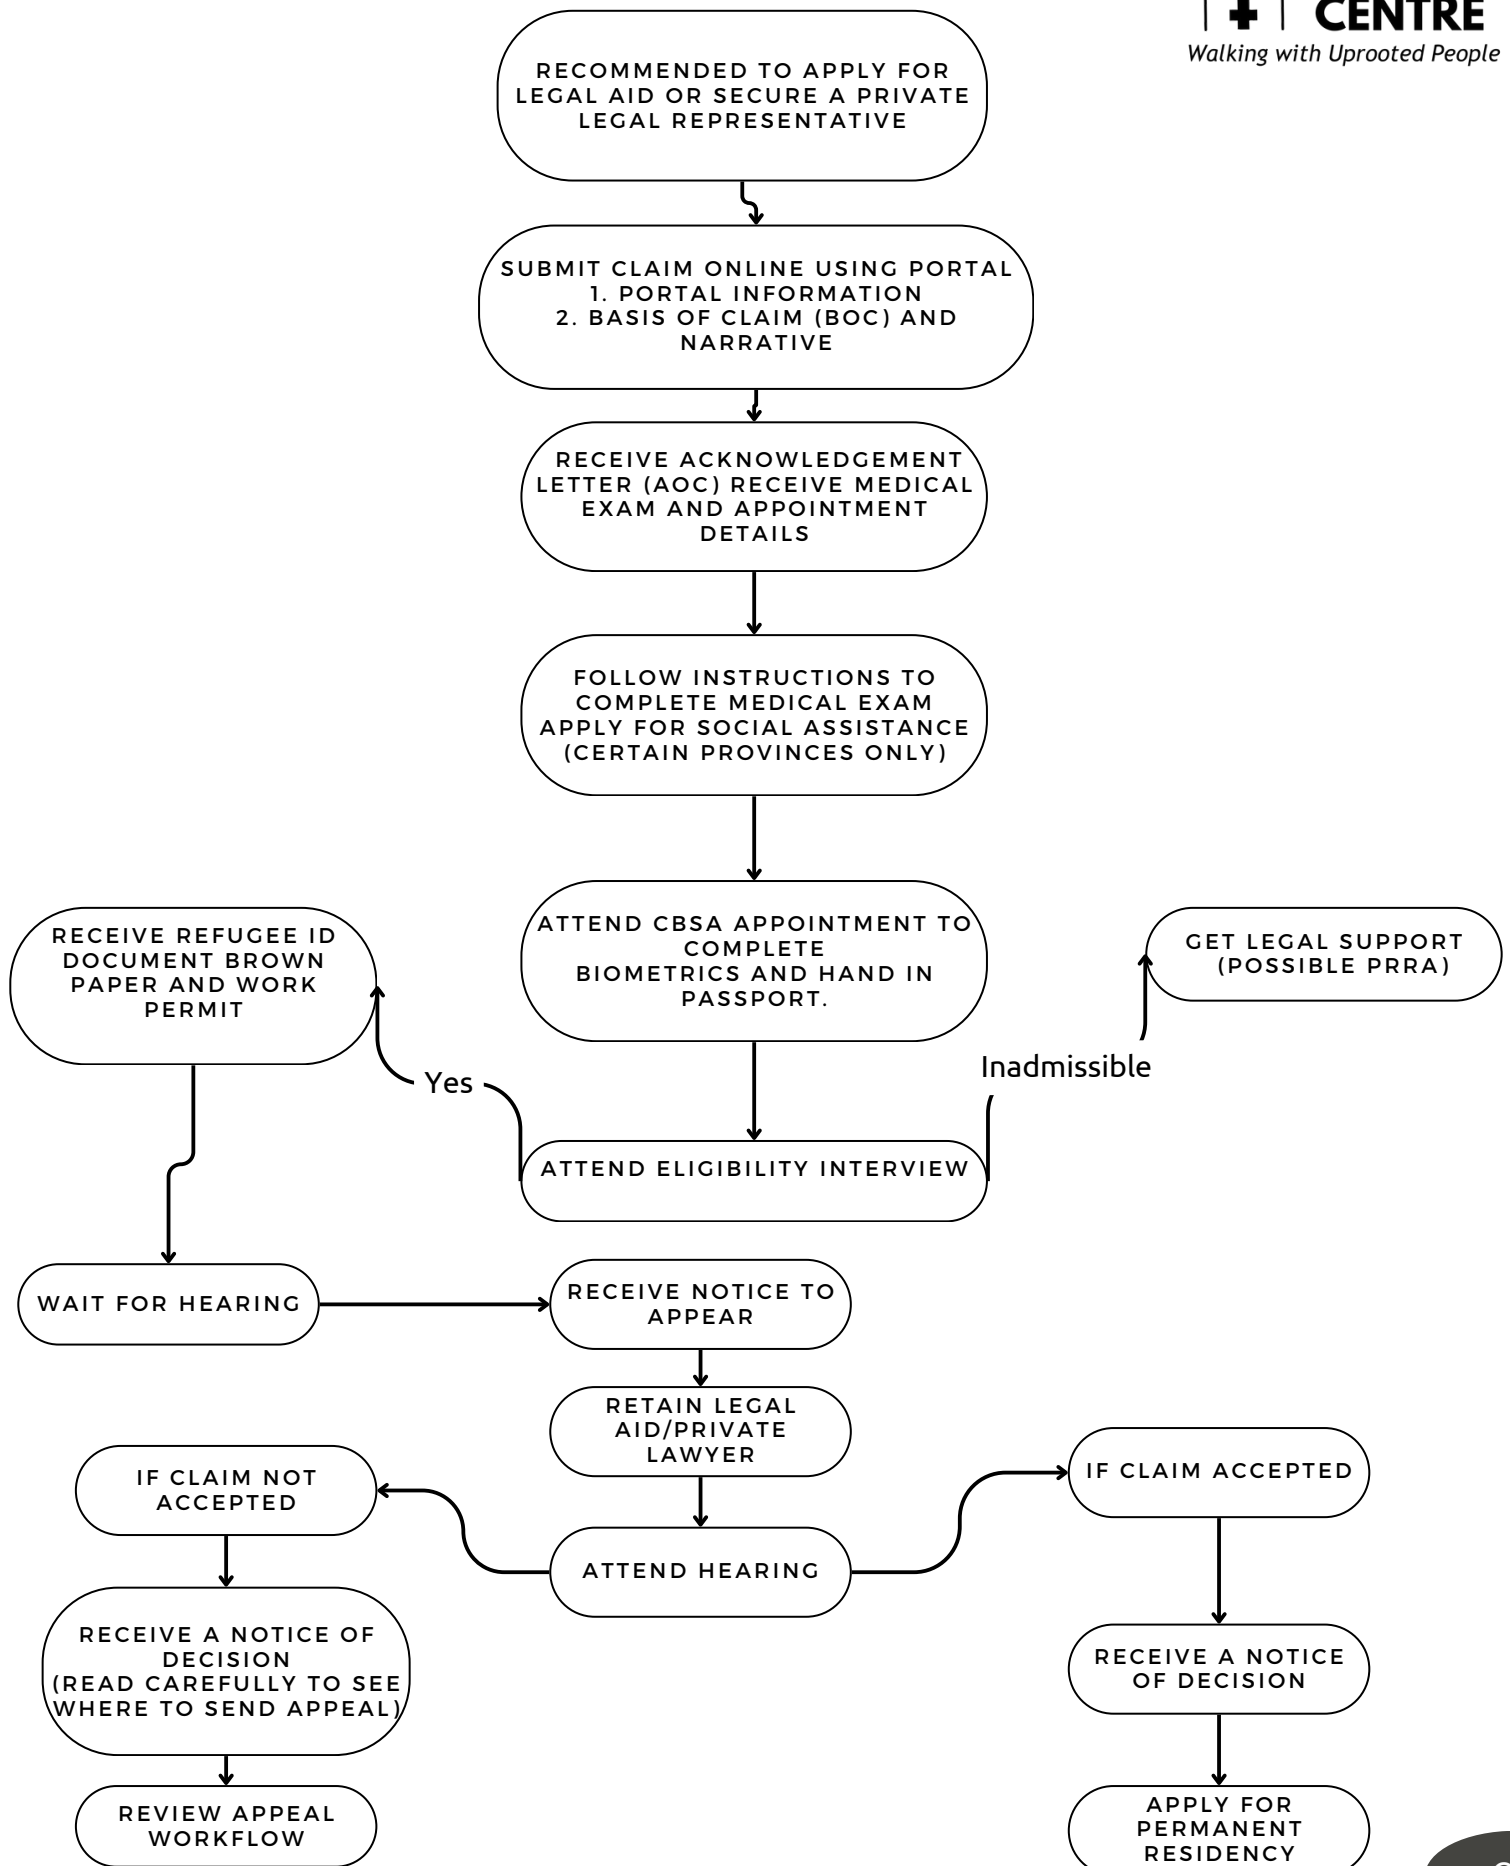 CENTRE
Walking with Uprooted People
RECOMMENDED TO APPLY FOR
LEGAL AID OR SECURE A PRIVATE
LEGAL REPRESENTATIVE
SUBMIT CLAIM ONLINE USING PORTAL
1. PORTAL INFORMATION
2. BASIS OF CLAIM (BOC) AND
NARRATIVE
RECEIVE ACKNOWLEDGEMENT
LETTER (AOC) RECEIVE MEDICAL
EXAM AND APPOINTMENT
DETAILS
FOLLOW INSTRUCTIONS TO
COMPLETE MEDICAL EXAM
APPLY FOR SOCIAL ASSISTANCE
(CERTAIN PROVINCES ONLY)
ATTEND CBSA APPOINTMENT TO
COMPLETE
BIOMETRICS AND HAND IN
PASSPORT.
RECEIVE REFUGEE ID
DOCUMENT BROWN
PAPER AND WORK
PERMIT
GET LEGAL SUPPORT
(POSSIBLE PRRA)
Yes
Inadmissible
ATTEND ELIGIBILITY INTERVIEW
WAIT FOR HEARING
RECEIVE NOTICE TO
APPEAR
RETAIN LEGAL
AID/PRIVATE
LAWYER
ATTEND HEARING
IF CLAIM NOT
ACCEPTED
RECEIVE A NOTICE OF
DECISION
(READ CAREFULLY TO SEE
WHERE TO SEND APPEAL)
REVIEW APPEAL
WORKFLOW
IF CLAIM ACCEPTED
RECEIVE A NOTICE
OF DECISION
APPLY FOR
PERMANENT
RESIDENCY